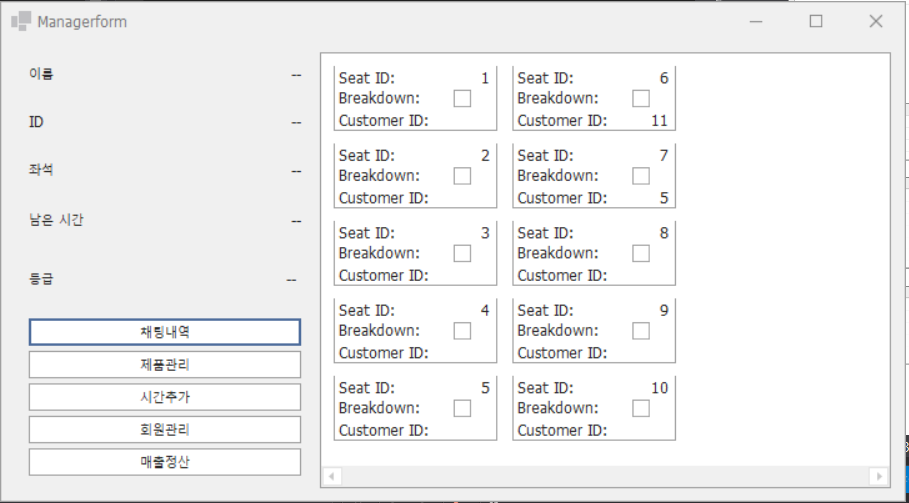 Managerform
이름 --
ID --
좌석 --
남은 시간 --
등급 --
채팅내역
제품관리
시간추가
회원관리
매출정산
Seat ID: 1
Breakdown:
Customer ID:
Seat ID: 2
Breakdown:
Customer ID:
Seat ID: 3
Breakdown:
Customer ID:
Seat ID: 4
Breakdown:
Customer ID:
Seat ID: 5
Breakdown:
Customer ID:
Seat ID: 6
Breakdown:
Customer ID: 11
Seat ID: 7
Breakdown:
Customer ID: 5
Seat ID: 8
Breakdown:
Customer ID:
Seat ID: 9
Breakdown:
Customer ID:
Seat ID: 10
Breakdown:
Customer ID: